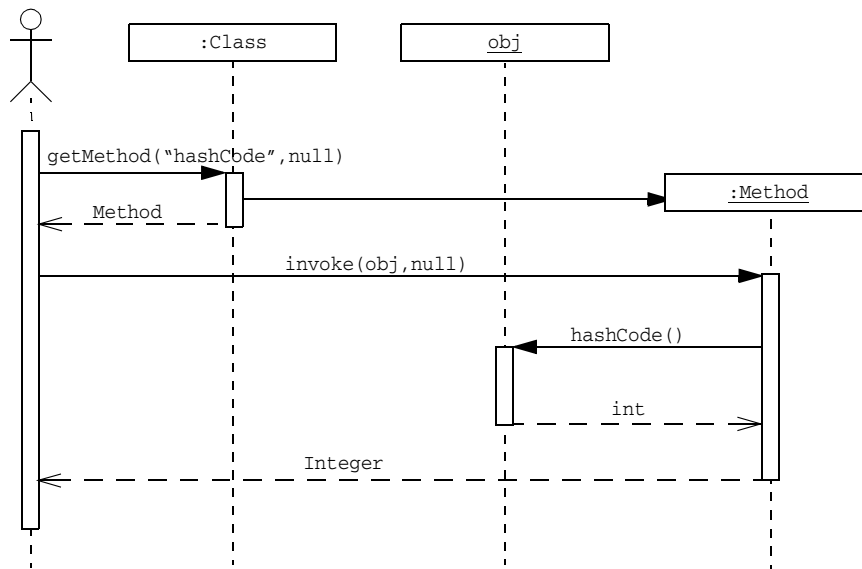 :Class
obj
getMethod(“hashCode”,null)
:Method
Method
invoke(obj,null)
hashCode()
int
Integer